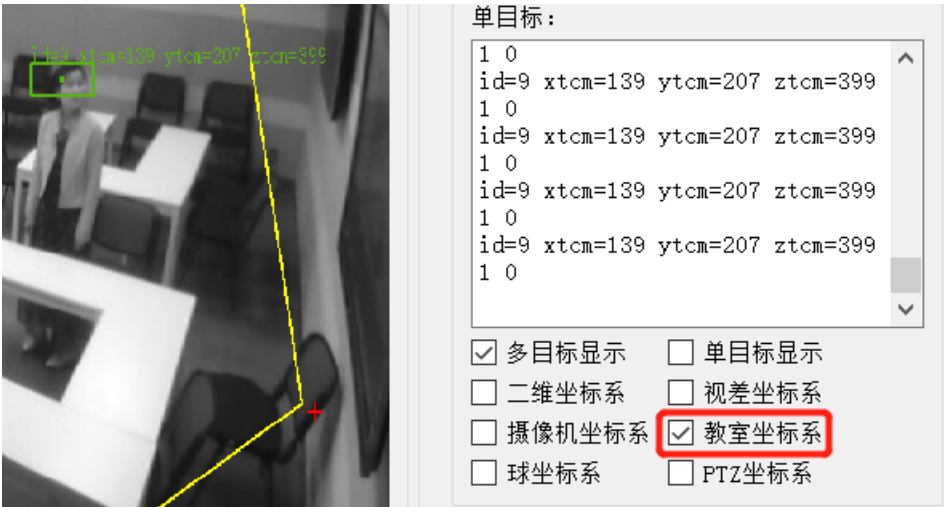 id=9 xtcm=139 ytcm=207 ztcm=399
单目标:
1 0
id=9 xtcm=139 ytcm=207 ztcm=399
1 0
id=9 xtcm=139 ytcm=207 ztcm=399
1 0
id=9 xtcm=139 ytcm=207 ztcm=399
1 0
id=9 xtcm=139 ytcm=207 ztcm=399
1 0
多目标显示 单目标显示
二维坐标系 视差坐标系
摄像机坐标系 教室坐标系
球坐标系 PTZ坐标系